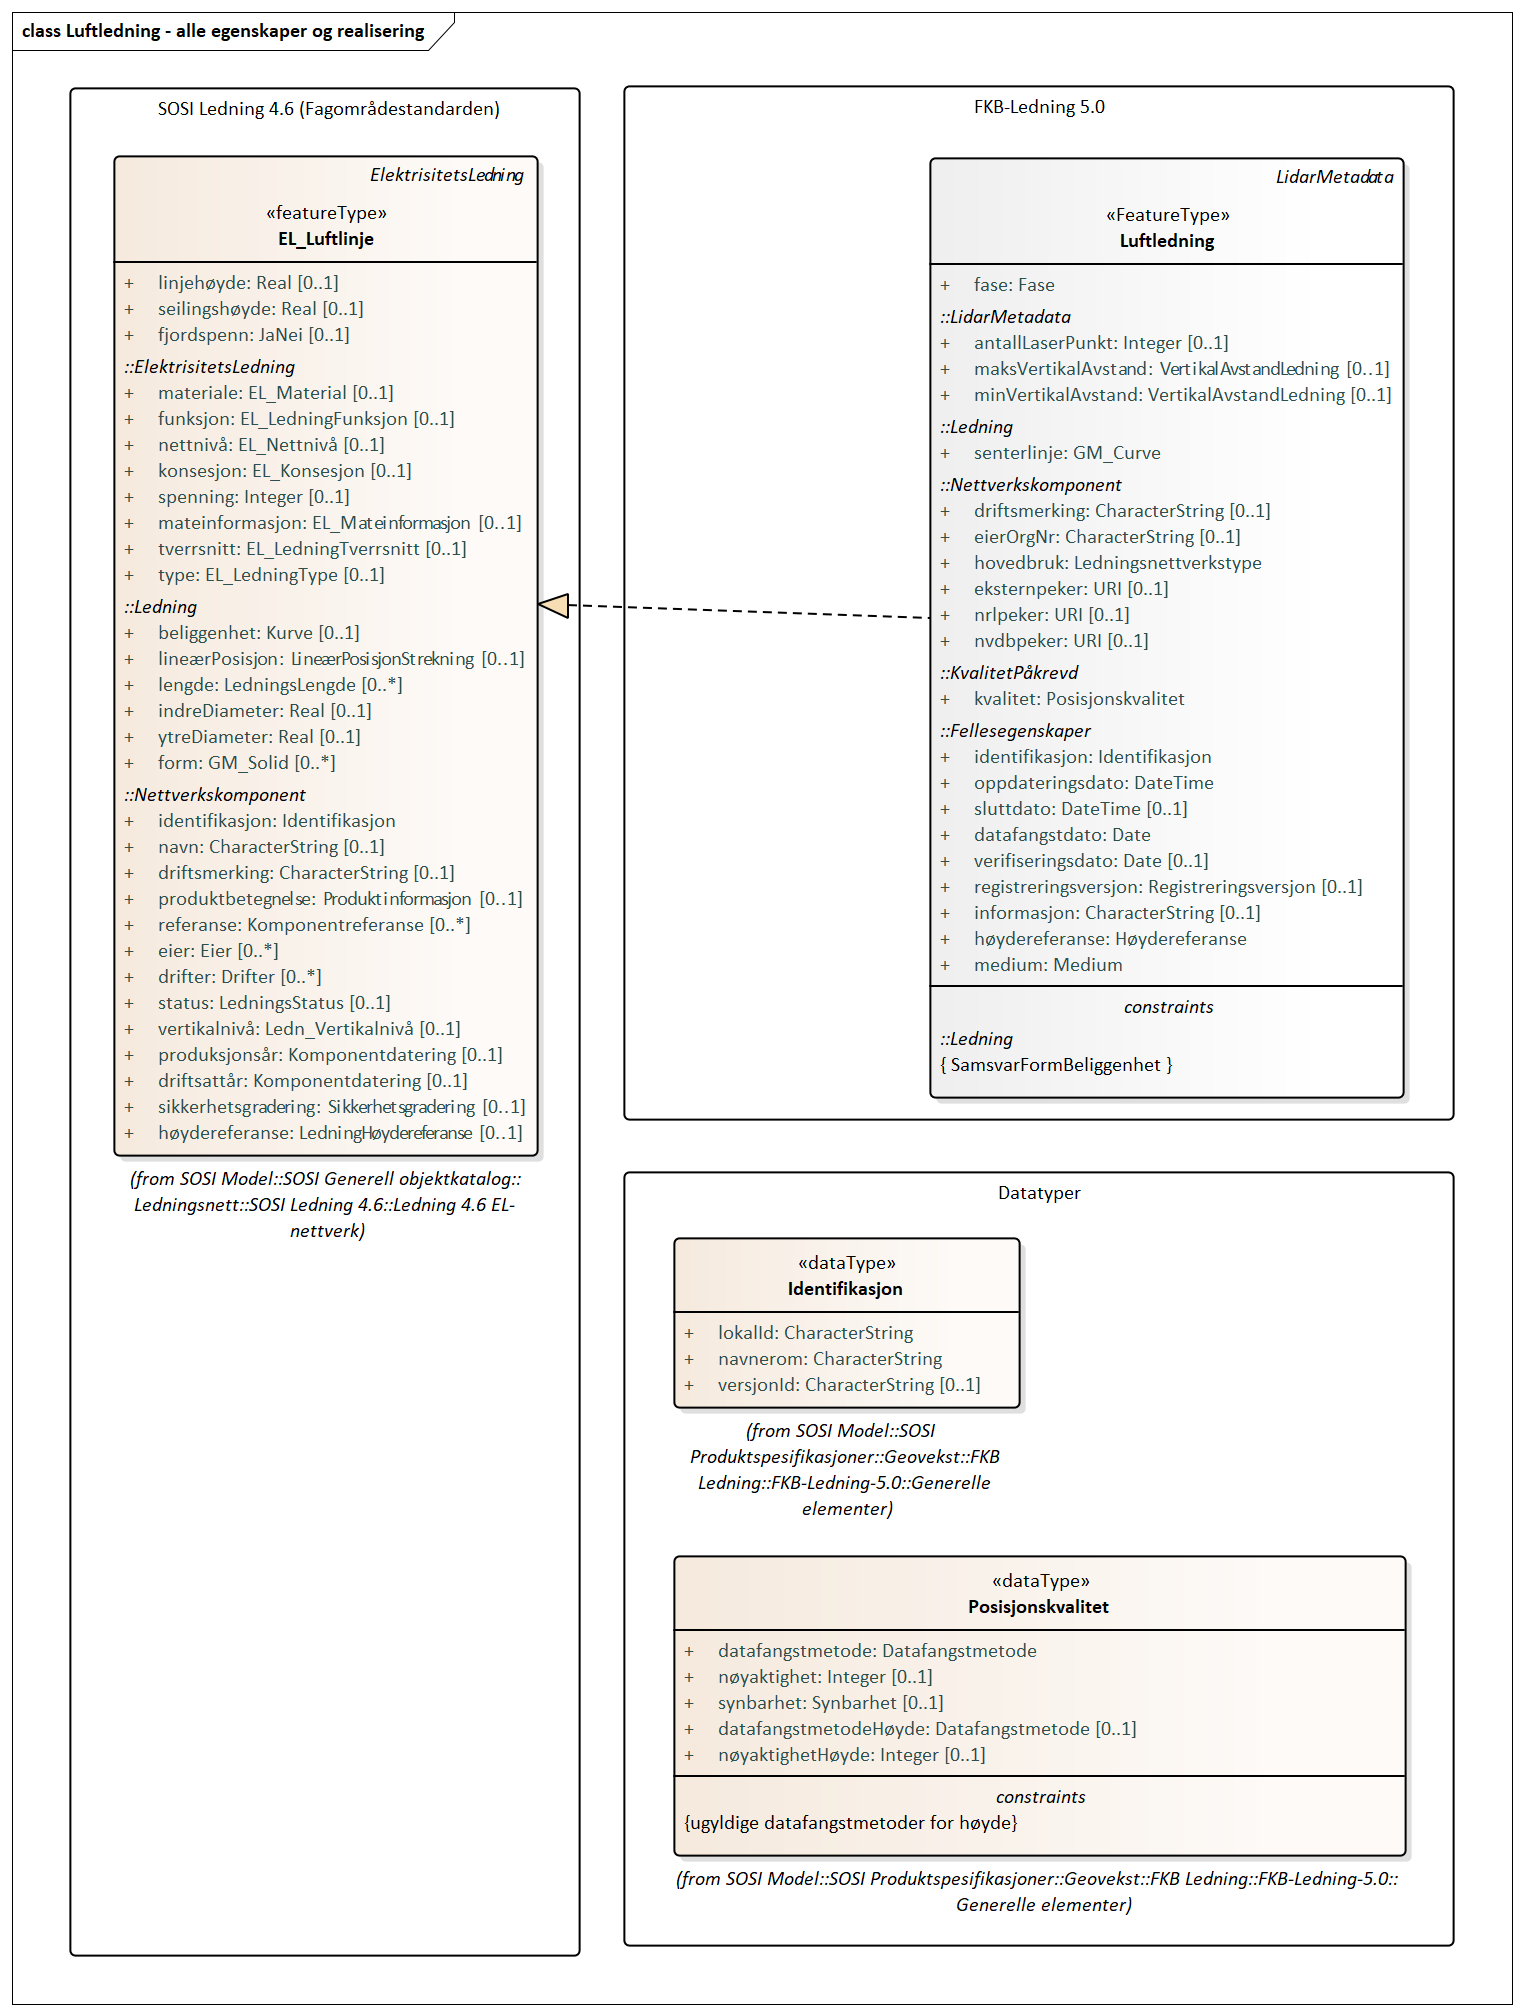 class Luftledning - alle egenskaper og realisering
SOSI Ledning 4.6 (Fagområdestandarden)
ElektrisitetsLedning
«featureType»
EL_Luftlinje
+ linjehøyde: Real [0..1]
+ seilingshøyde: Real [0..1]
+ fjordspenn: JaNei [0..1]
::ElektrisitetsLedning
+ materiale: EL_Material [0..1]
+ funksjon: EL_LedningFunksjon [0..1]
+ nettnivå: EL_Nettnivå [0..1]
+ konsesjon: EL_Konsesjon [0..1]
+ spenning: Integer [0..1]
+ mateinformasjon: EL_Mateinformasjon [0..1]
+ tverrsnitt: EL_LedningTverrsnitt [0..1]
+ type: EL_LedningType [0..1]
::Ledning
+ beliggenhet: Kurve [0..1]
+ lineærPosisjon: LineærPosisjonStrekning [0..1]
+ lengde: LedningsLengde [0..*]
+ indreDiameter: Real [0..1]
+ ytreDiameter: Real [0..1]
+ form: GM_Solid [0..*]
::Nettverkskomponent
+ identifikasjon: Identifikasjon
+ navn: CharacterString [0..1]
+ driftsmerking: CharacterString [0..1]
+ produktbetegnelse: Produktinformasjon [0..1]
+ referanse: Komponentreferanse [0..*]
+ eier: Eier [0..*]
+ drifter: Drifter [0..*]
+ status: LedningsStatus [0..1]
+ vertikalnivå: Ledn_Vertikalnivå [0..1]
+ produksjonsår: Komponentdatering [0..1]
+ driftsattår: Komponentdatering [0..1]
+ sikkerhetsgradering: Sikkerhetsgradering [0..1]
+ høydereferanse: LedningHøydereferanse [0..1]
(from SOSI Model::SOSI Generell objektkatalog::
Ledningsnett::SOSI Ledning 4.6::Ledning 4.6 EL-
nettverk)
FKB-Ledning 5.0
LidarMetadata
«FeatureType»
Luftledning
+ fase: Fase
::LidarMetadata
+ antallLaserPunkt: Integer [0..1]
+ maksVertikalAvstand: VertikalAvstandLedning [0..1]
+ minVertikalAvstand: VertikalAvstandLedning [0..1]
::Ledning
+ senterlinje: GM_Curve
::Nettverkskomponent
+ driftsmerking: CharacterString [0..1]
+ eierOrgNr: CharacterString [0..1]
+ hovedbruk: Ledningsnettverkstype
+ eksternpeker: URI [0..1]
+ nrlpeker: URI [0..1]
+ nvdbpeker: URI [0..1]
::KvalitetPåkrevd
+ kvalitet: Posisjonskvalitet
::Fellesegenskaper
+ identifikasjon: Identifikasjon
+ oppdateringsdato: DateTime
+ sluttdato: DateTime [0..1]
+ datafangstdato: Date
+ verifiseringsdato: Date [0..1]
+ registreringsversjon: Registreringsversjon [0..1]
+ informasjon: CharacterString [0..1]
+ høydereferanse: Høydereferanse
+ medium: Medium
constraints
::Ledning
{ SamsvarFormBeliggenhet }
Datatyper
«dataType»
Identifikasjon
+ lokalId: CharacterString
+ navnerom: CharacterString
+ versjonId: CharacterString [0..1]
(from SOSI Model::SOSI
Produktspesifikasjoner::Geovekst::FKB
Ledning::FKB-Ledning-5.0::Generelle
elementer)
«dataType»
Posisjonskvalitet
+ datafangstmetode: Datafangstmetode
+ nøyaktighet: Integer [0..1]
+ synbarhet: Synbarhet [0..1]
+ datafangstmetodeHøyde: Datafangstmetode [0..1]
+ nøyaktighetHøyde: Integer [0..1]
constraints
{ugyldige datafangstmetoder for høyde}
(from SOSI Model::SOSI Produktspesifikasjoner::Geovekst::FKB Ledning::FKB-Ledning-5.0::
Generelle elementer)